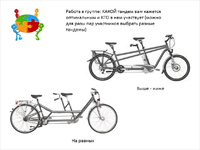 Работа в группе: КАКОЙ тандем вам кажется
оптимальным и КТО в нем участвует (можно
для разных пар участников выбрать разные
тандемы)
Выше - ниже
На равных